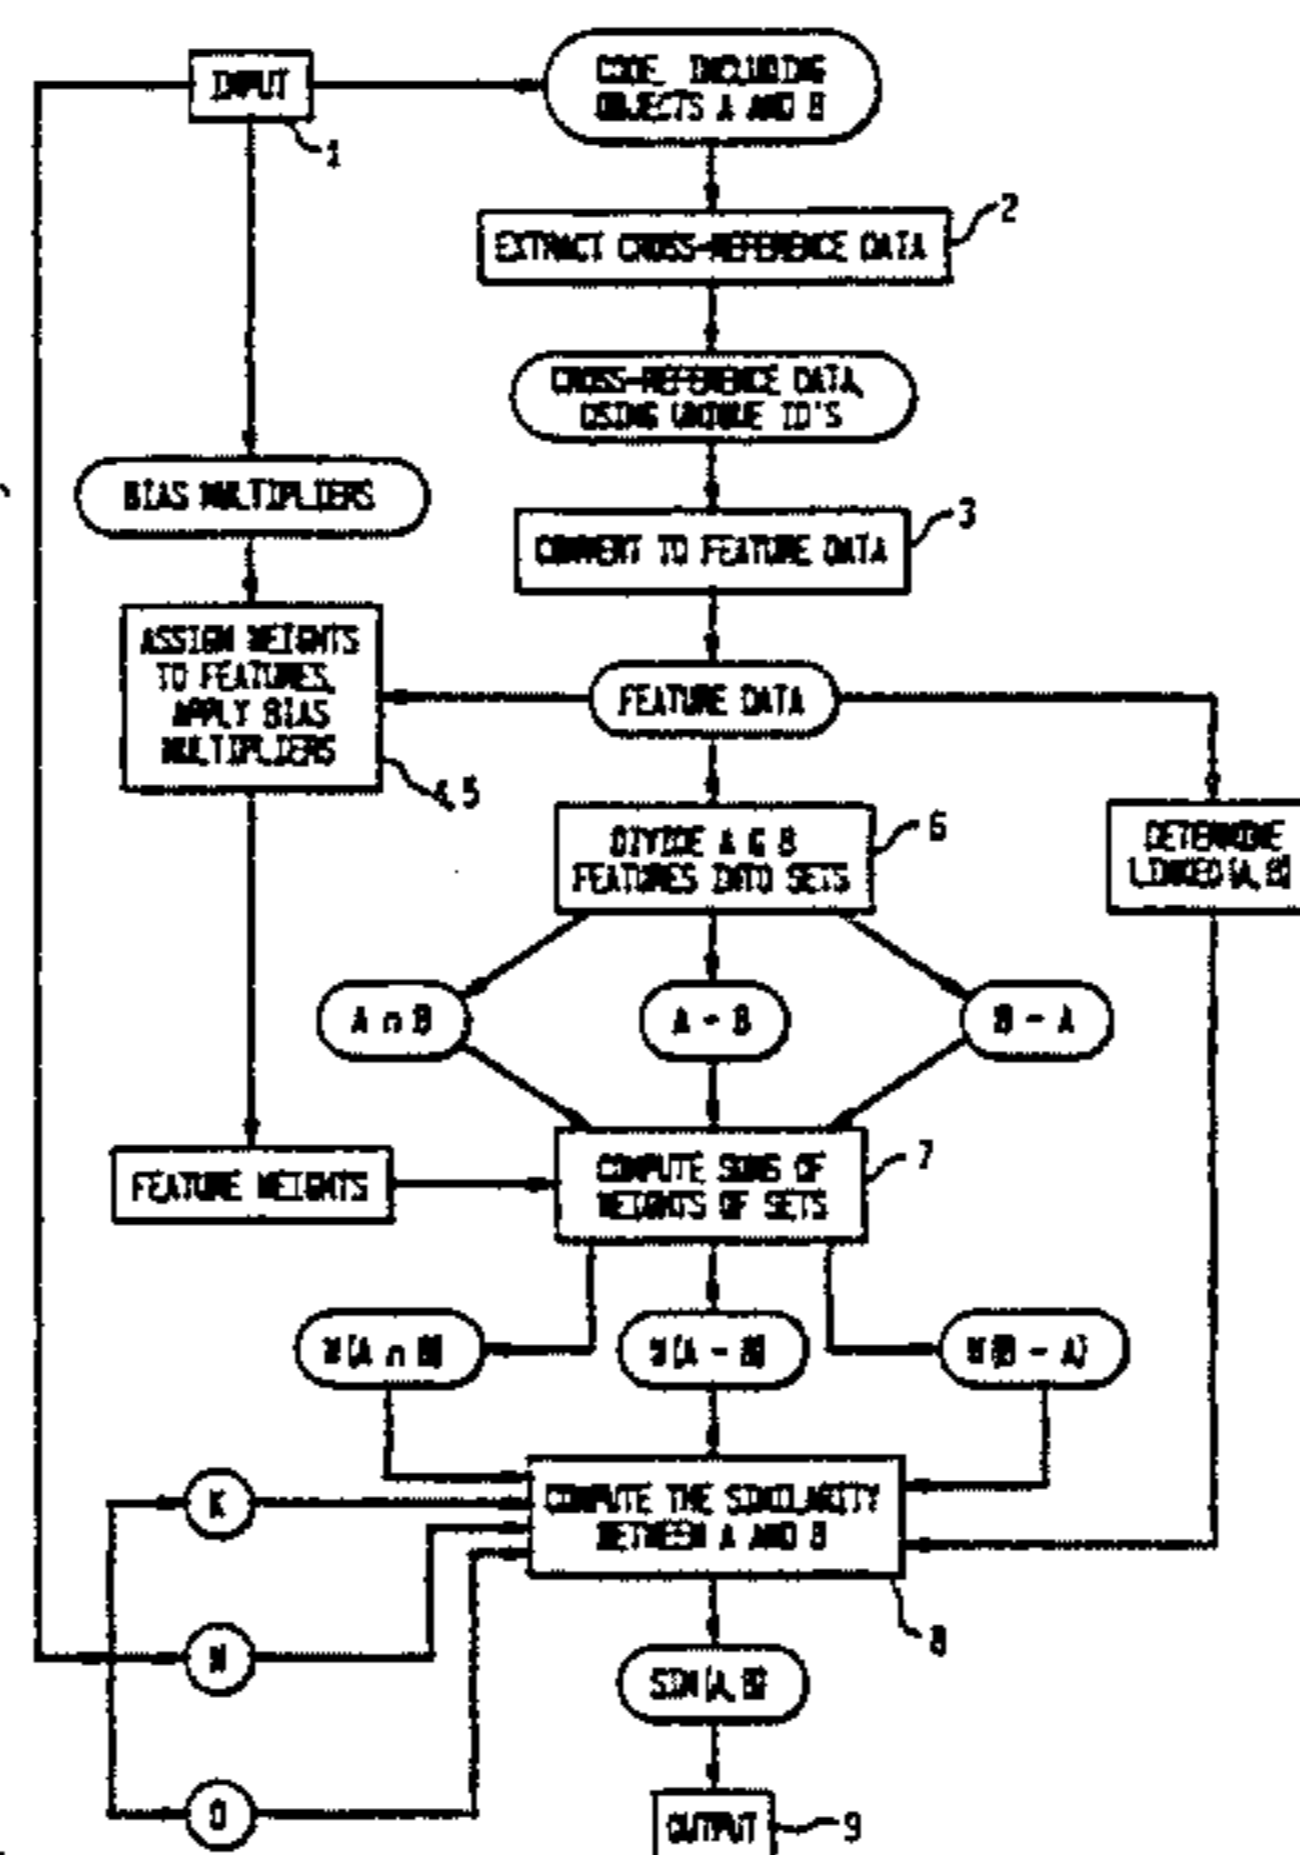 INPUT
1
CODE, INCLUDING
OBJECTS A AND B
2
EXTRACT CROSS-REFERENCE DATA
CROSS-REFERENCE DATA,
USING UNIQUE ID'S
BIAS MULTIPLIERS
3
CONVERT TO FEATURE DATA
ASSIGN WEIGHTS
TO FEATURES,
APPLY BIAS
MULTIPLIERS
4,5
FEATURE DATA
6
DIVIDE A & B
FEATURES INTO SETS
DETERMINE
LINKED(A,B)
A ∩ B
A - B
B - A
7
COMPUTE SUMS OF
WEIGHTS OF SETS
FEATURE WEIGHTS
W(A ∩ B)
W(A - B)
W(B - A)
K
COMPUTE THE SIMILARITY
BETWEEN A AND B
8
SIM(A,B)
OUTPUT
9